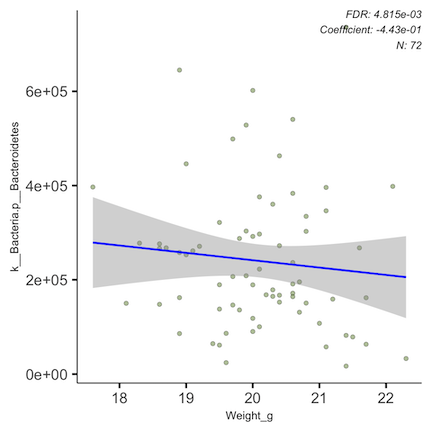 FDR: 4.815e-03
Coefficient: -4.43e-01
N: 72
6e+05
4e+05
2e+05
0e+00
k__Bacteria.p__Bacteroidetes
18 19 20 21 22
Weight_g